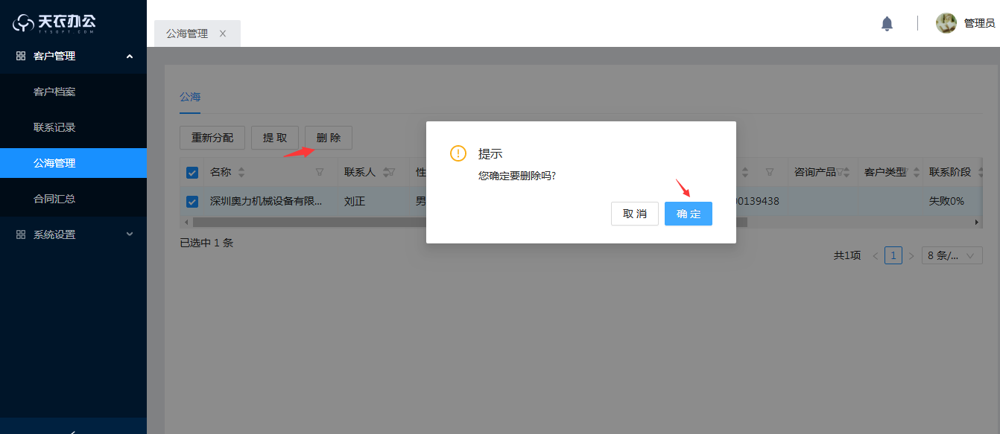 天衣办公
TYSOFT.COM
客户管理
客户档案
联系记录
公海管理
合同汇总
系统设置
公海管理
管理员
公海
重新分配
提 取
删 除
名称
联系人
性
咨询产品
客户类型
联系阶段
深圳奥力机械设备有限...
刘正
男
00139438
失败0%
已选中 1 条
共1项
1
8 条/...
提示
您确定要删除吗?
取 消
确 定